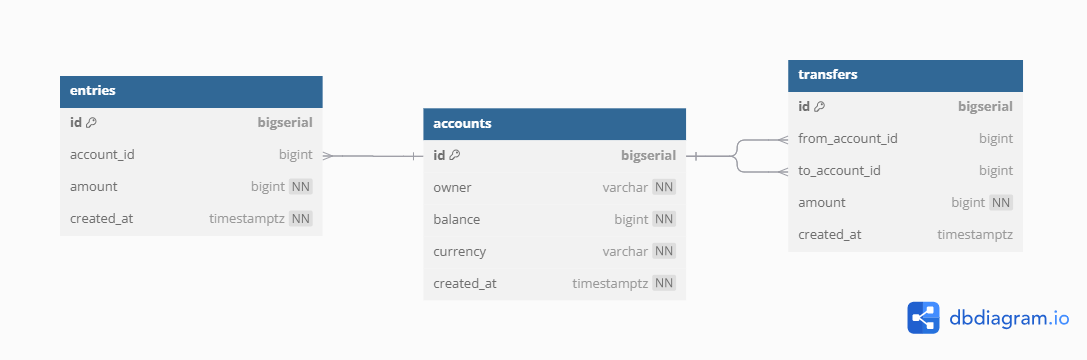 entries
id bigserial
account_id bigint
amount bigint NN
created_at timestamptz NN
accounts
id bigserial
owner varchar NN
balance bigint NN
currency varchar NN
created_at timestamptz NN
transfers
id bigserial
from_account_id bigint
to_account_id bigint
amount bigint NN
created_at timestamptz
dbdiagram.io